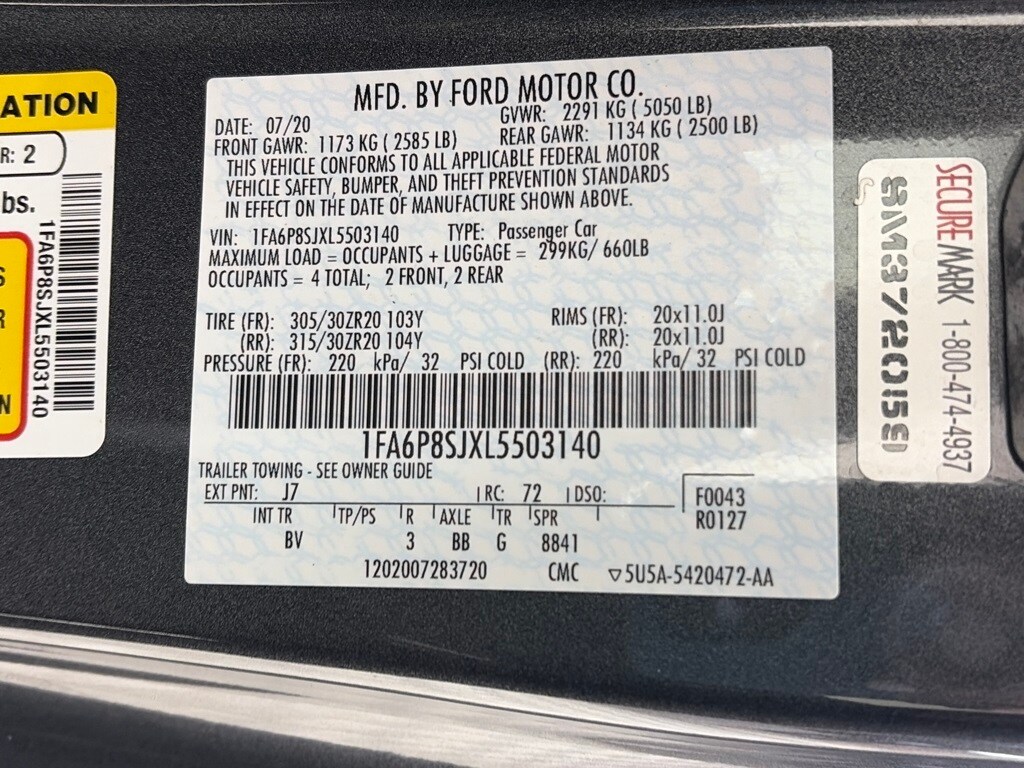 ATION
R: 2
bs.
S
R
N
1FA6P8SJXL5503140
MFD. BY FORD MOTOR CO.
DATE: 07/20 GVWR: 2291 KG ( 5050 LB)
FRONT GAWR: 1173 KG ( 2585 LB) REAR GAWR: 1134 KG ( 2500 LB)
THIS VEHICLE CONFORMS TO ALL APPLICABLE FEDERAL MOTOR
VEHICLE SAFETY, BUMPER, AND THEFT PREVENTION STANDARDS
IN EFFECT ON THE DATE OF MANUFACTURE SHOWN ABOVE.
VIN: 1FA6P8SJXL5503140 TYPE: Passenger Car
MAXIMUM LOAD = OCCUPANTS + LUGGAGE = 299KG/ 660LB
OCCUPANTS = 4 TOTAL; 2 FRONT, 2 REAR
TIRE (FR): 305/30ZR20 103Y RIMS (FR): 20x11.0J
(RR): 315/30ZR20 104Y (RR): 20x11.0J
PRESSURE (FR): 220 kPa/ 32 PSI COLD (RR): 220 kPa/ 32 PSI COLD
1FA6P8SJXL5503140
TRAILER TOWING - SEE OWNER GUIDE
EXT PNT: J7 RC: 72 DSO: F0043
INT TR TP/PS R AXLE TR SPR R0127
BV 3 BB G 8841
1202007283720 CMC ▽5U5A-5420472-AA
SECUREMARK 1-800-474-4937